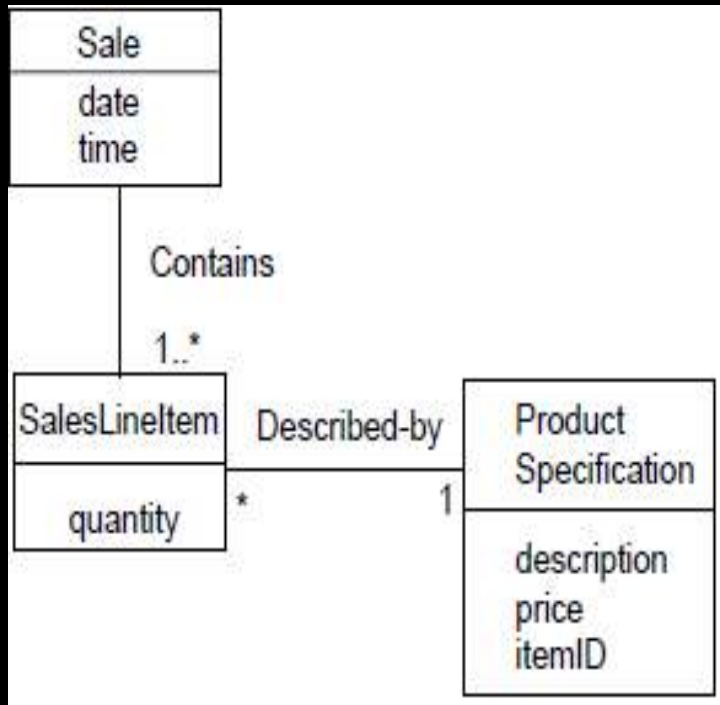 Sale
date
time
Contains
1..*
SalesLineItem
quantity
Described-by
*
1
Product
Specification
description
price
itemID